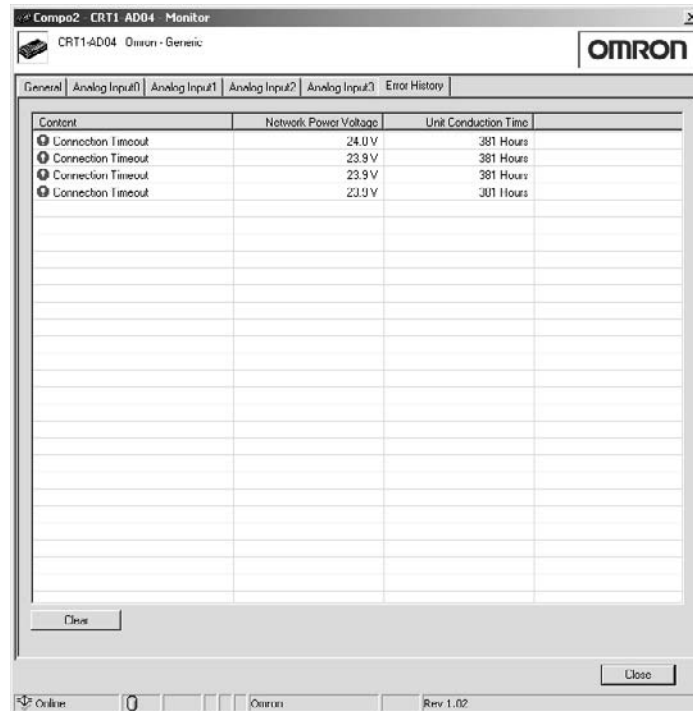 Compo2 - CRT1-AD04 - Monitor
CRT1-AD04 Omron - Generic
OMRON
General Analog Input0 Analog Input1 Analog Input2 Analog Input3 Error History
Content Network Power Voltage Unit Conduction Time
Connection Timeout 24.0 V 381 Hours
Connection Timeout 23.9 V 381 Hours
Connection Timeout 23.9 V 381 Hours
Connection Timeout 23.9 V 381 Hours
Clear
Close
Online Omron Rev 1.02